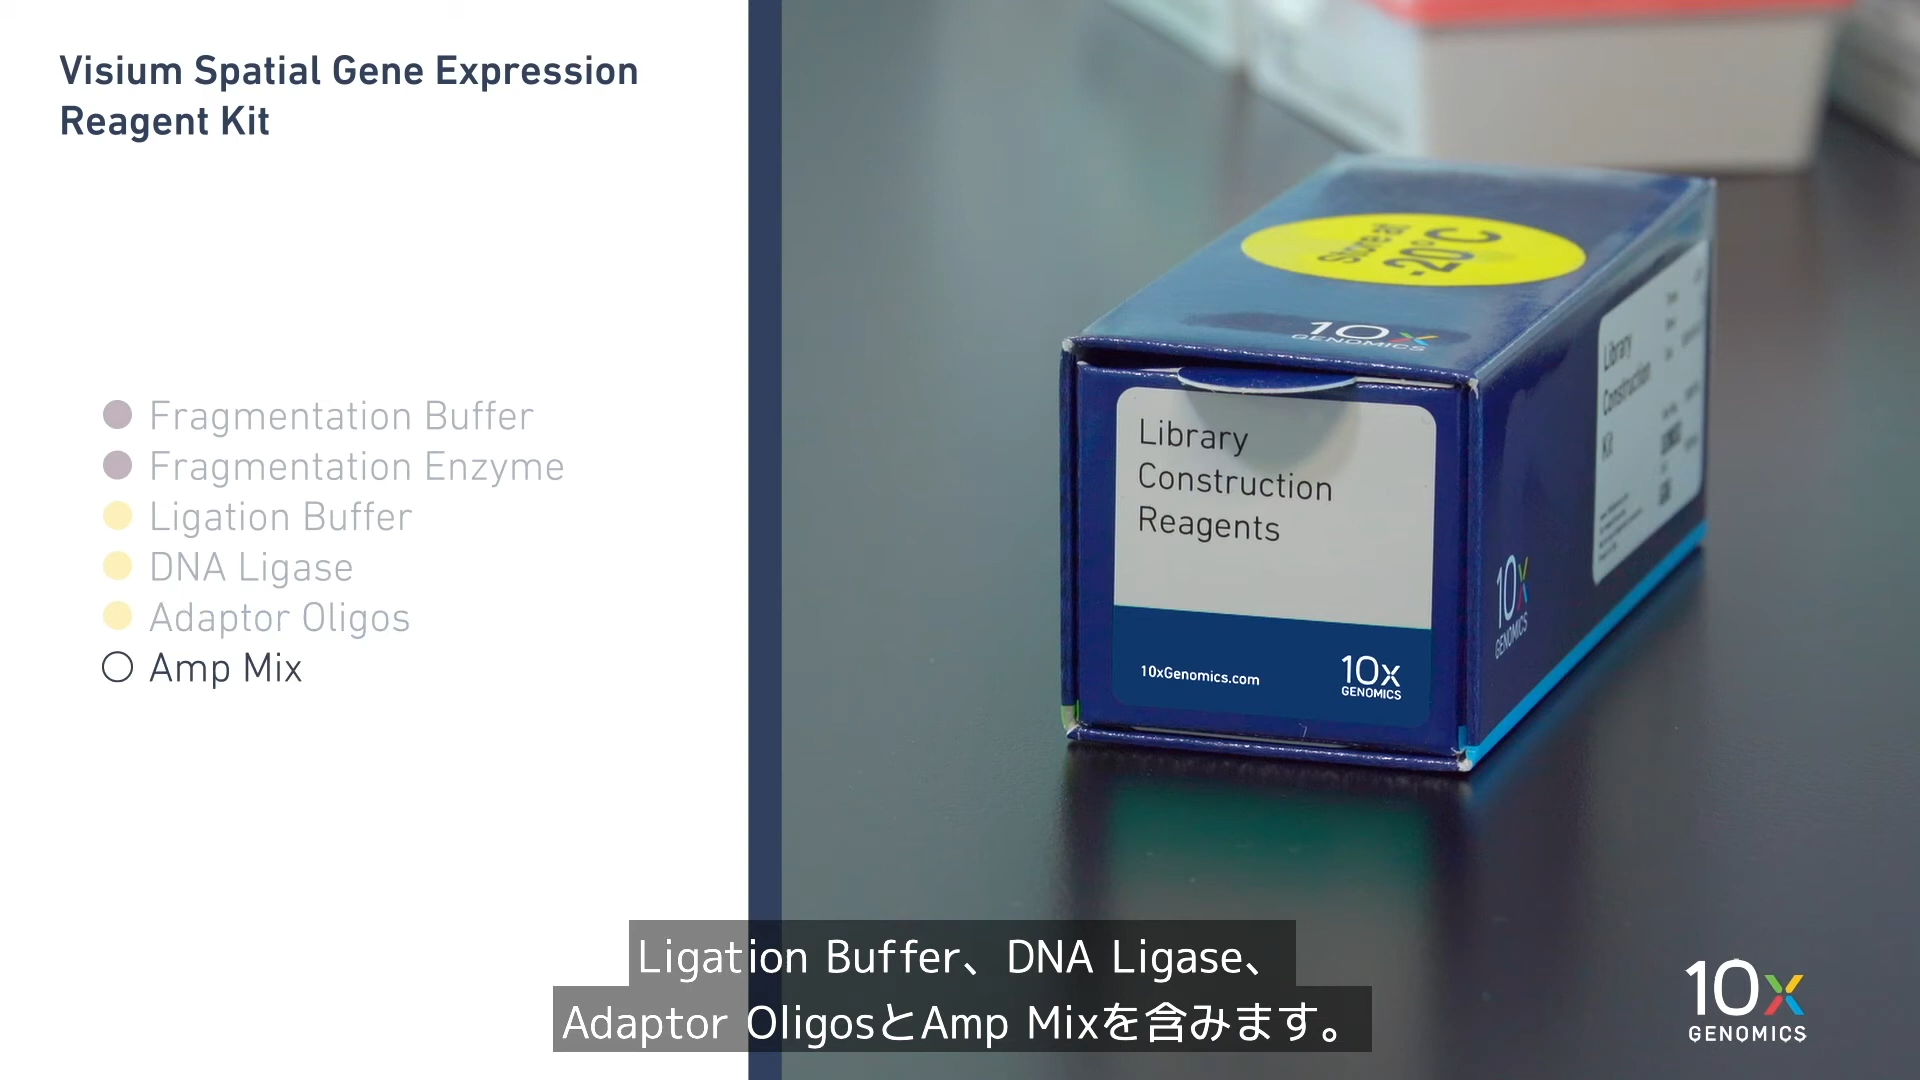 Visium Spatial Gene Expression
Reagent Kit
Fragmentation Buffer
Fragmentation Enzyme
Ligation Buffer
DNA Ligase
Adaptor Oligos
Amp Mix
Store at
-20°C
10x
GENOMICS
Library
Construction
Reagents
10xGenomics.com
10x
GENOMICS
Library
Construction
Kit
10x
GENOMICS
Ligation Buffer、DNA Ligase、
Adaptor OligosとAmp Mixを含みます。
10x
GENOMICS